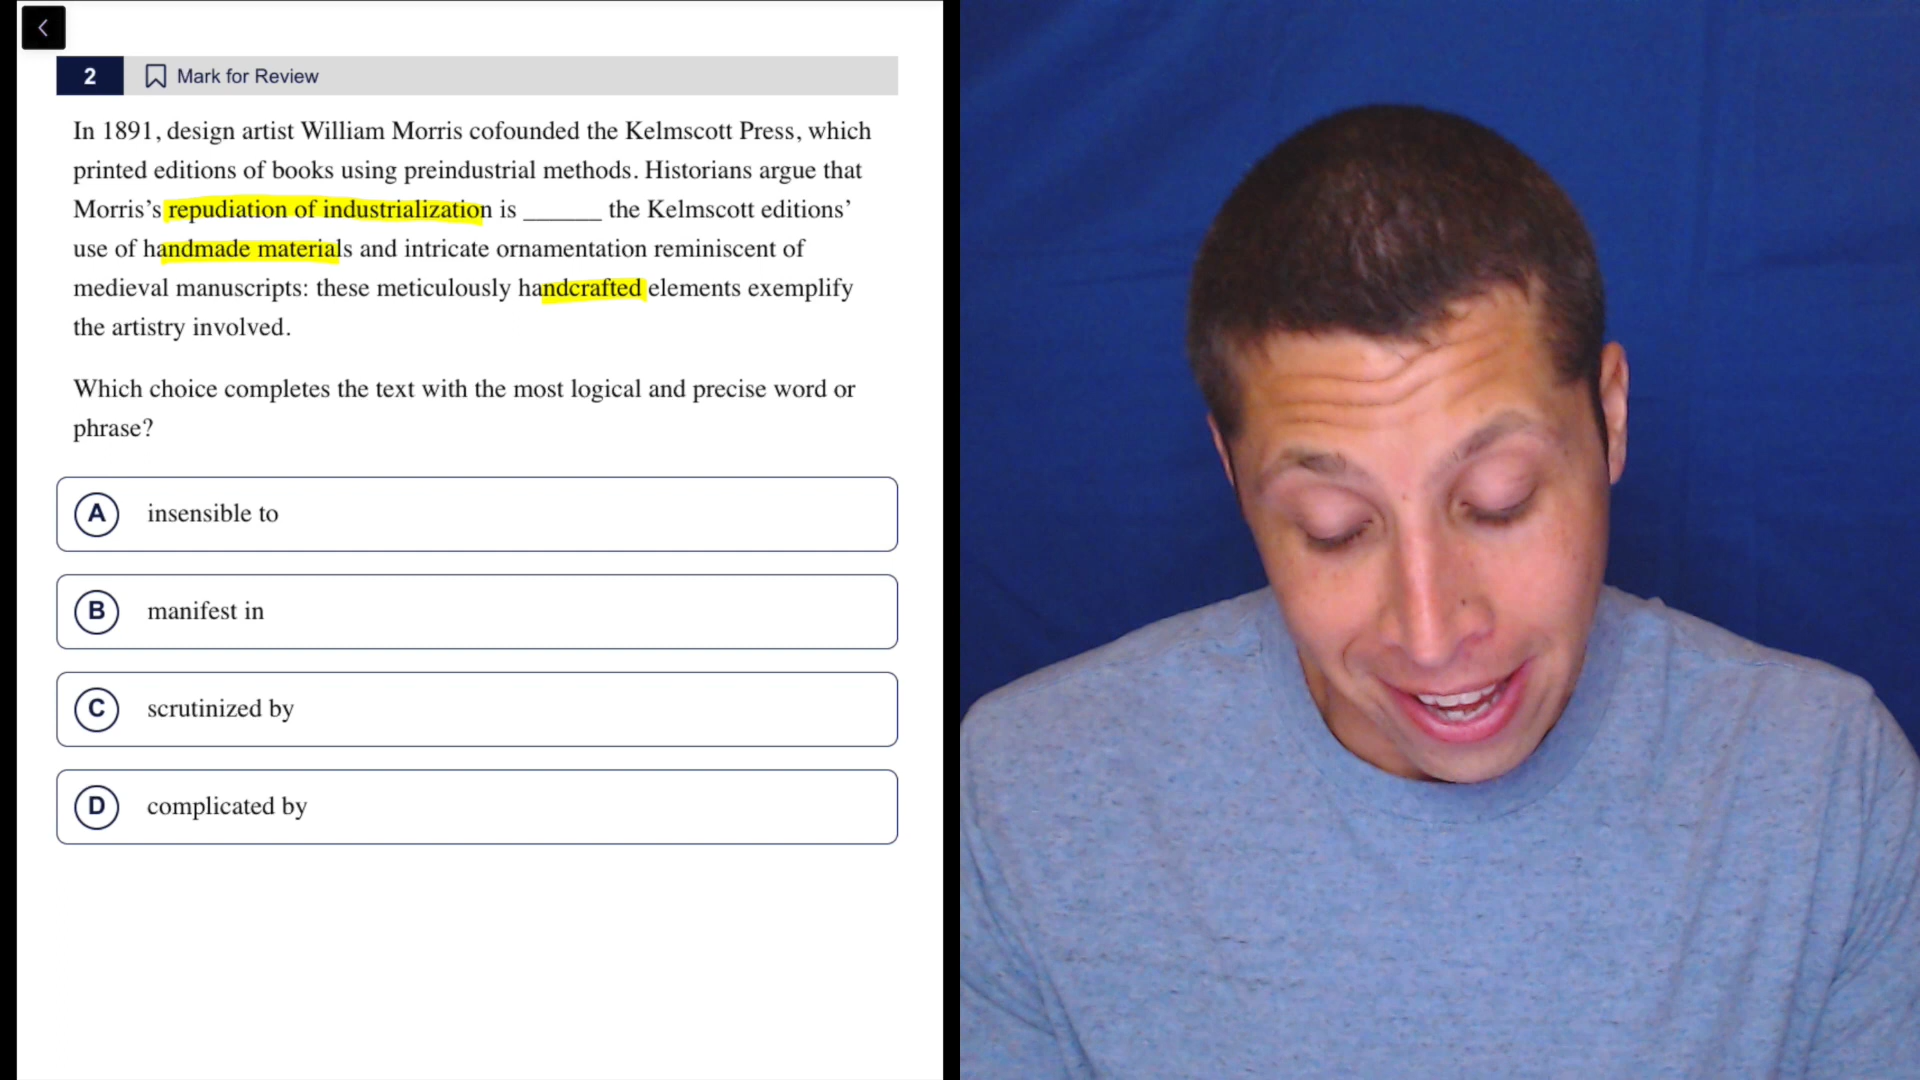 2 Mark for Review
In 1891, design artist William Morris cofounded the Kelmscott Press, which
printed editions of books using preindustrial methods. Historians argue that
Morris’s repudiation of industrialization is ______ the Kelmscott editions’
use of handmade materials and intricate ornamentation reminiscent of
medieval manuscripts: these meticulously handcrafted elements exemplify
the artistry involved.
Which choice completes the text with the most logical and precise word or
phrase?
A insensible to
B manifest in
C scrutinized by
D complicated by